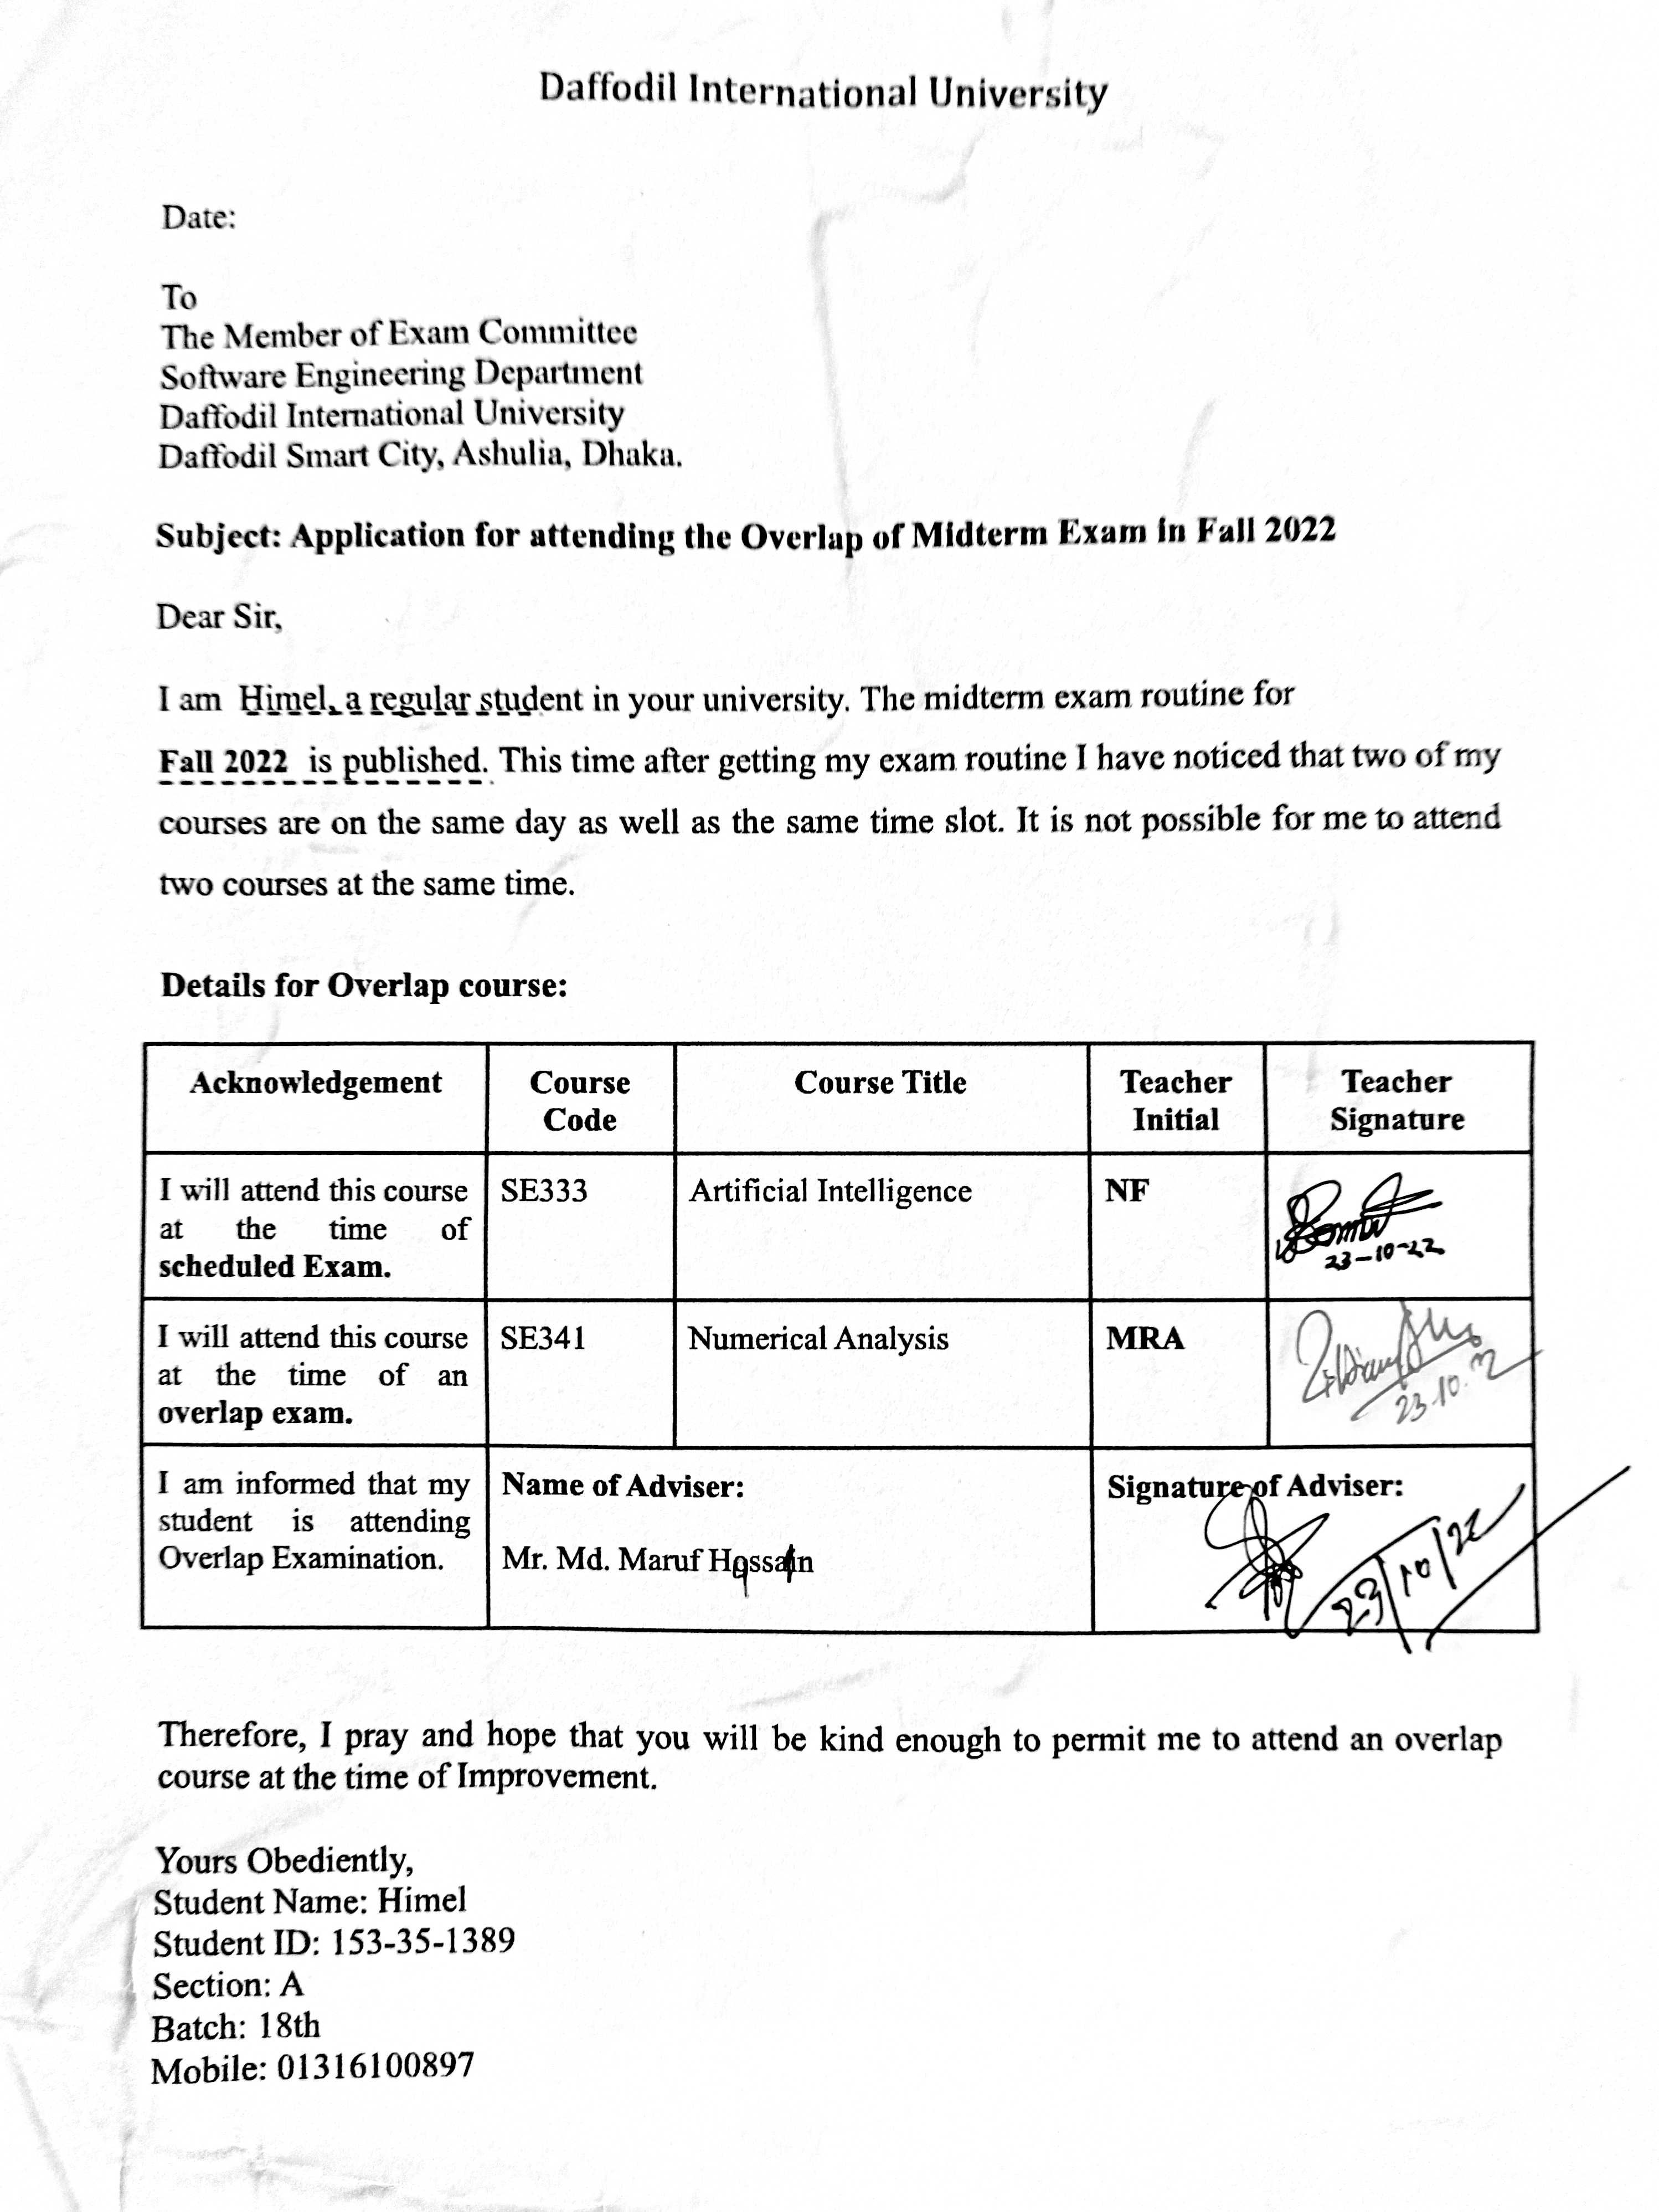 Daffodil International University
Date:
To
The Member of Exam Committee
Software Engineering Department
Daffodil International University
Daffodil Smart City, Ashulia, Dhaka.
Subject: Application for attending the Overlap of Midterm Exam in Fall 2022
Dear Sir,
I am Himel, a regular student in your university. The midterm exam routine for
Fall 2022 is published. This time after getting my exam routine I have noticed that two of my
courses are on the same day as well as the same time slot. It is not possible for me to attend
two courses at the same time.
Details for Overlap course:
Acknowledgement Course Code Course Title Teacher Initial Teacher Signature
I will attend this course SE333 Artificial Intelligence NF
at the time of
scheduled Exam.
23-10-22
I will attend this course SE341 Numerical Analysis MRA
at the time of an
overlap exam.
23.10.22
I am informed that my Name of Adviser: Signature of Adviser:
student is attending
Overlap Examination. Mr. Md. Maruf Hossain
23/10/22
Therefore, I pray and hope that you will be kind enough to permit me to attend an overlap
course at the time of Improvement.
Yours Obediently,
Student Name: Himel
Student ID: 153-35-1389
Section: A
Batch: 18th
Mobile: 01316100897